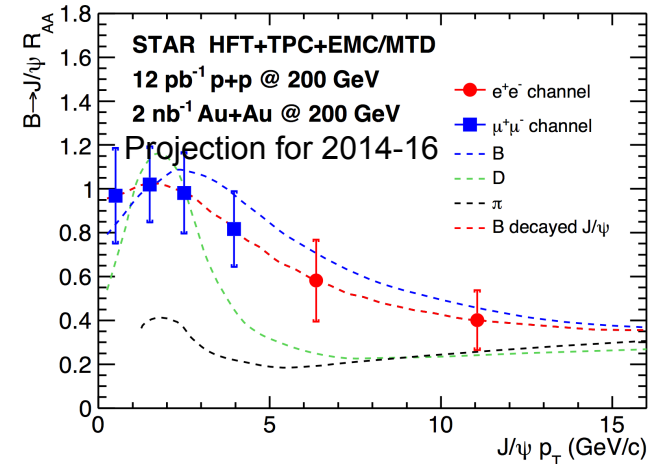 1.8
1.6
1.4
1.2
1
0.8
0.6
0.4
0.2
0
B→J/ψ R_AA
STAR HFT+TPC+EMC/MTD
12 pb⁻¹ p+p @ 200 GeV
2 nb⁻¹ Au+Au @ 200 GeV
Projection for 2014-16
e⁺e⁻ channel
μ⁺μ⁻ channel
B
D
π
B decayed J/ψ
0 5 10 15
J/ψ p_T (GeV/c)